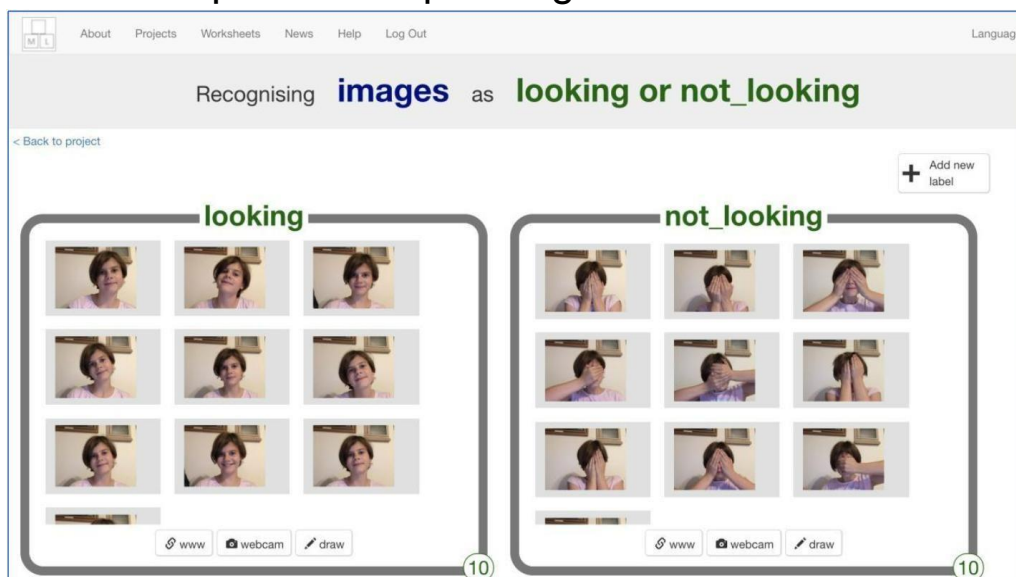 M L About Projects Worksheets News Help Log Out
Recognising images as looking or not_looking
< Back to project
+ Add new
label
looking
not_looking
www webcam draw
10
www webcam draw
10